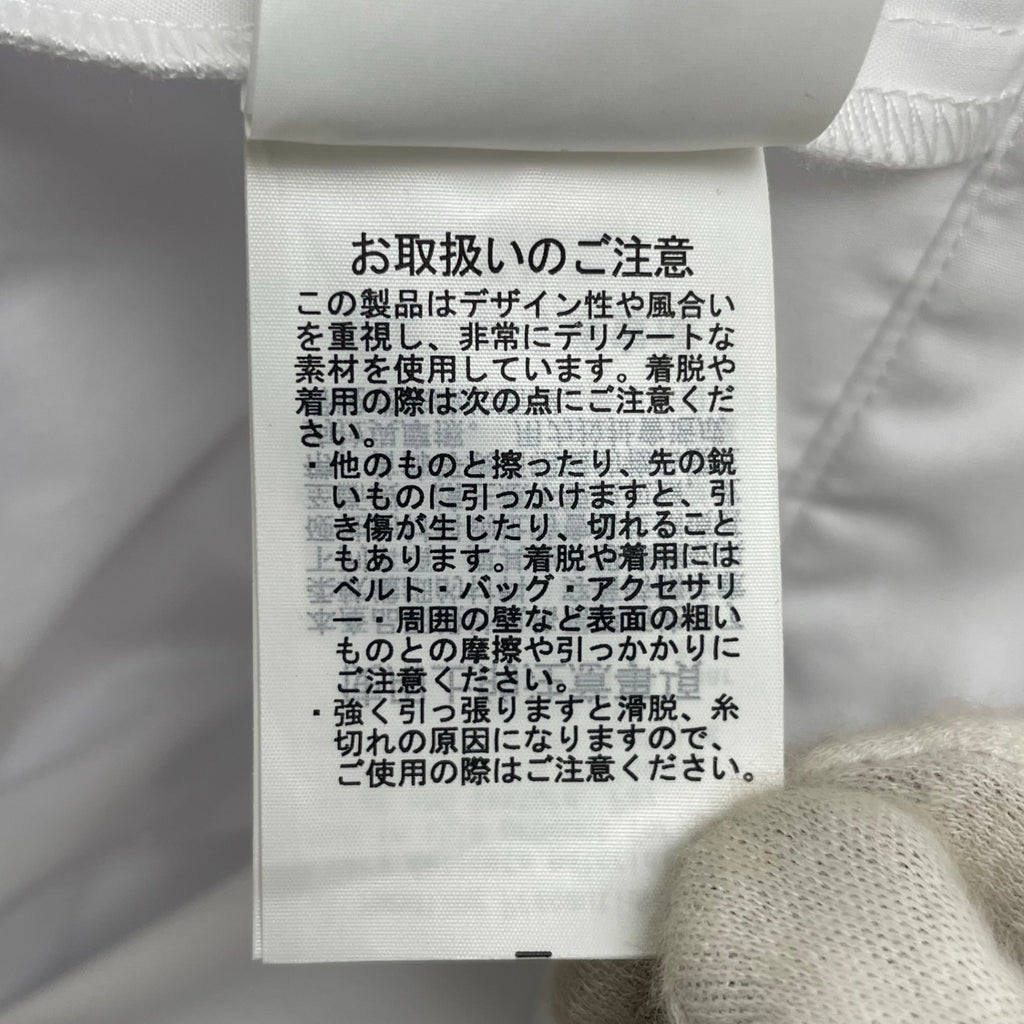 お取扱いのご注意
この製品はデザイン性や風合い
を重視し、非常にデリケートな
素材を使用しています。着脱や
着用の際は次の点にご注意くだ
さい。
・他のものと擦ったり、先の鋭
いものに引っかけますと、引
き傷が生じたり、切れること
もあります。着脱や着用には
ベルト・バッグ・アクセサリ
ー・周囲の壁など表面の粗い
ものとの摩擦や引っかかりに
ご注意ください。
・強く引っ張りますと滑脱、糸
切れの原因になりますので、
ご使用の際はご注意ください。